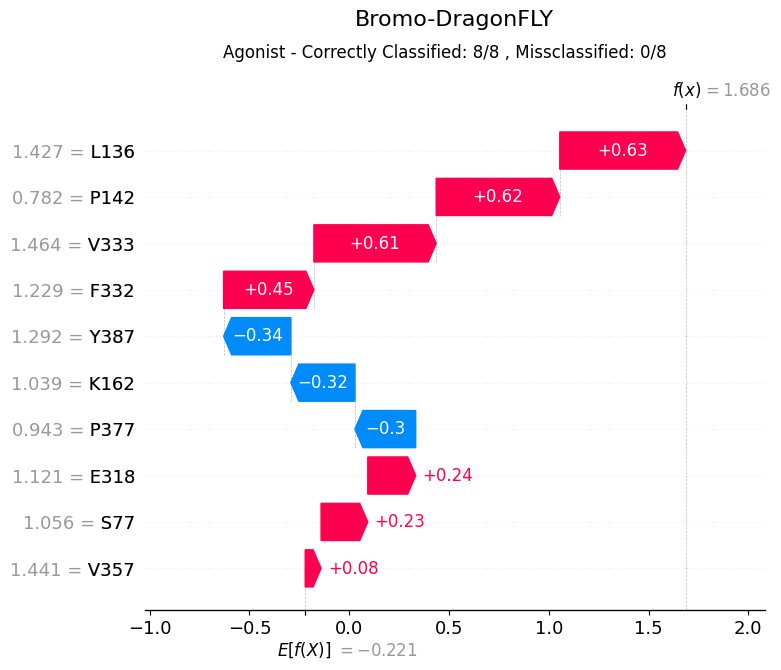 Bromo-DragonFLY
Agonist - Correctly Classified: 8/8 , Missclassified: 0/8
f(x) = 1.686
1.427 = L136 +0.63
0.782 = P142 +0.62
1.464 = V333 +0.61
1.229 = F332 +0.45
1.292 = Y387 −0.34
1.039 = K162 −0.32
0.943 = P377 −0.3
1.121 = E318 +0.24
1.056 = S77 +0.23
1.441 = V357 +0.08
−1.0 −0.5 0.0 0.5 1.0 1.5 2.0
E[f(X)] = −0.221